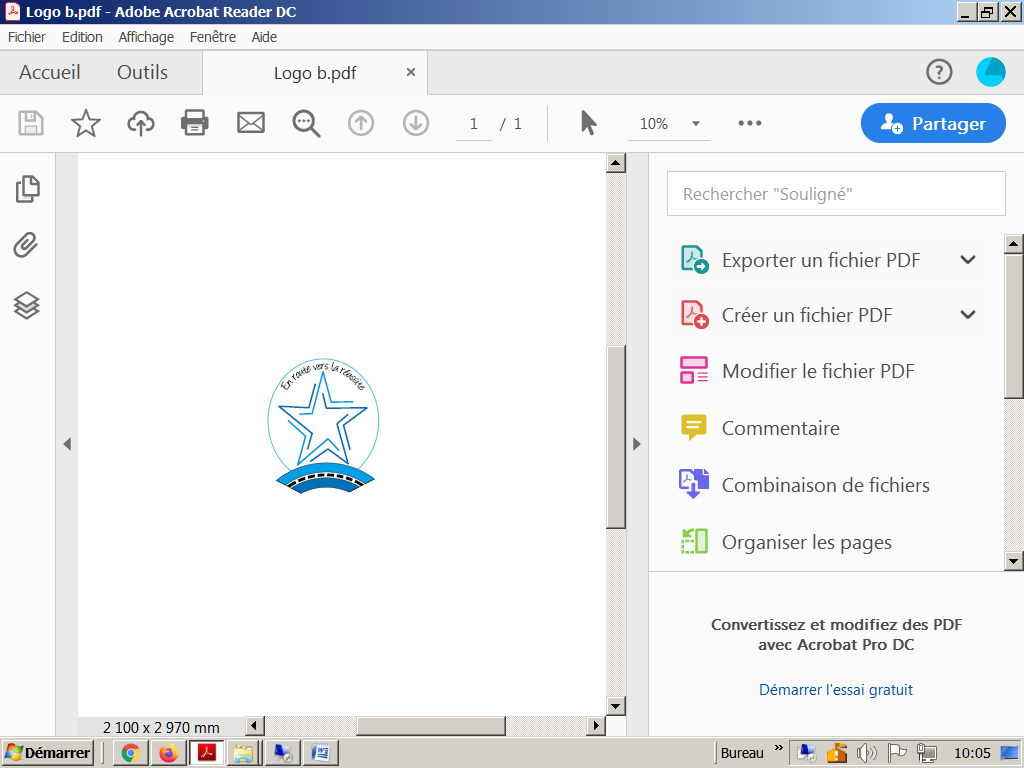 Logo b.pdf - Adobe Acrobat Reader DC
Fichier Edition Affichage Fenêtre Aide
Accueil Outils Logo b.pdf ×
1 / 1 10% Partager
Rechercher "Souligné"
Exporter un fichier PDF
Créer un fichier PDF
Modifier le fichier PDF
Commentaire
Combinaison de fichiers
Organiser les pages
En route vers la réussite
Convertissez et modifiez des PDF
avec Acrobat Pro DC
Démarrer l'essai gratuit
2 100 x 2 970 mm
Démarrer Bureau » 10:05